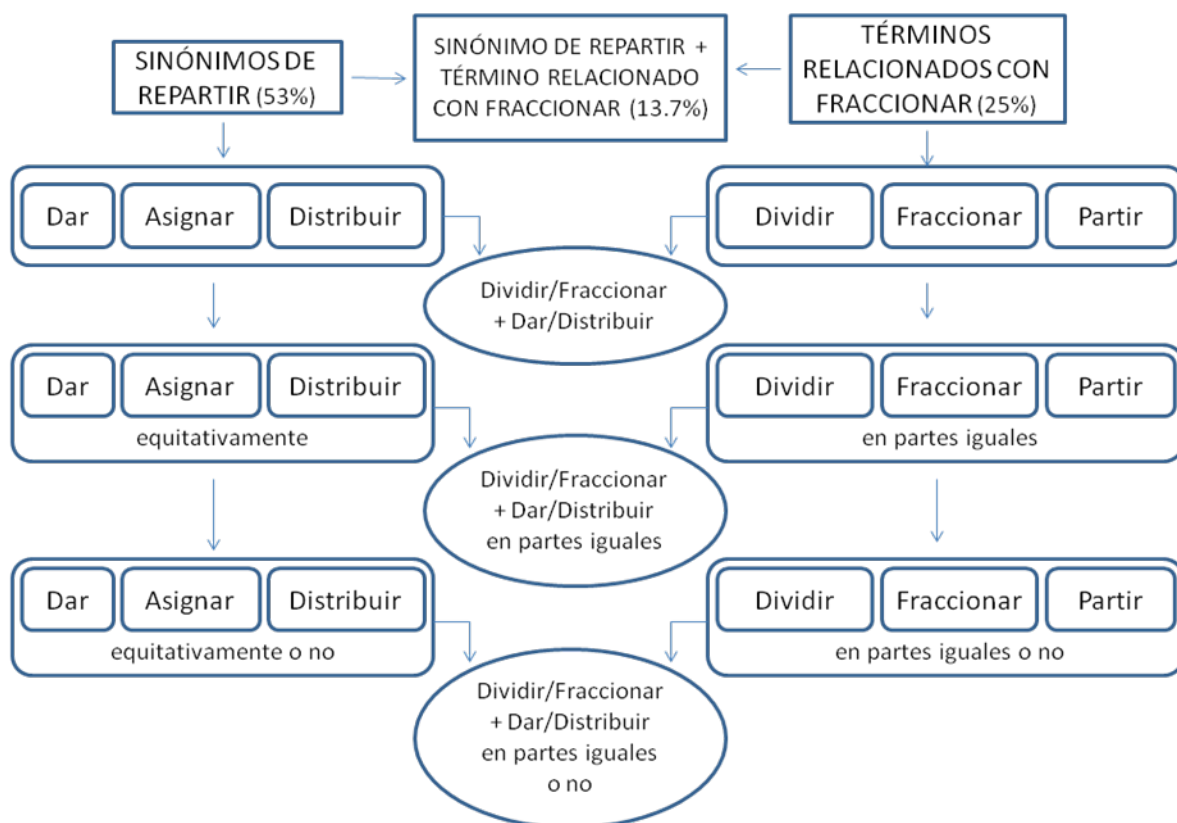 SINÓNIMOS DE
REPARTIR (53%)
SINÓNIMO DE REPARTIR +
TÉRMINO RELACIONADO
CON FRACCIONAR (13.7%)
TÉRMINOS
RELACIONADOS CON
FRACCIONAR (25%)
Dar
Asignar
Distribuir
Dividir
Fraccionar
Partir
Dividir/Fraccionar
+ Dar/Distribuir
Dar
Asignar
Distribuir
equitativamente
Dividir
Fraccionar
Partir
en partes iguales
Dividir/Fraccionar
+ Dar/Distribuir
en partes iguales
Dar
Asignar
Distribuir
equitativamente o no
Dividir
Fraccionar
Partir
en partes iguales o no
Dividir/Fraccionar
+ Dar/Distribuir
en partes iguales
o no